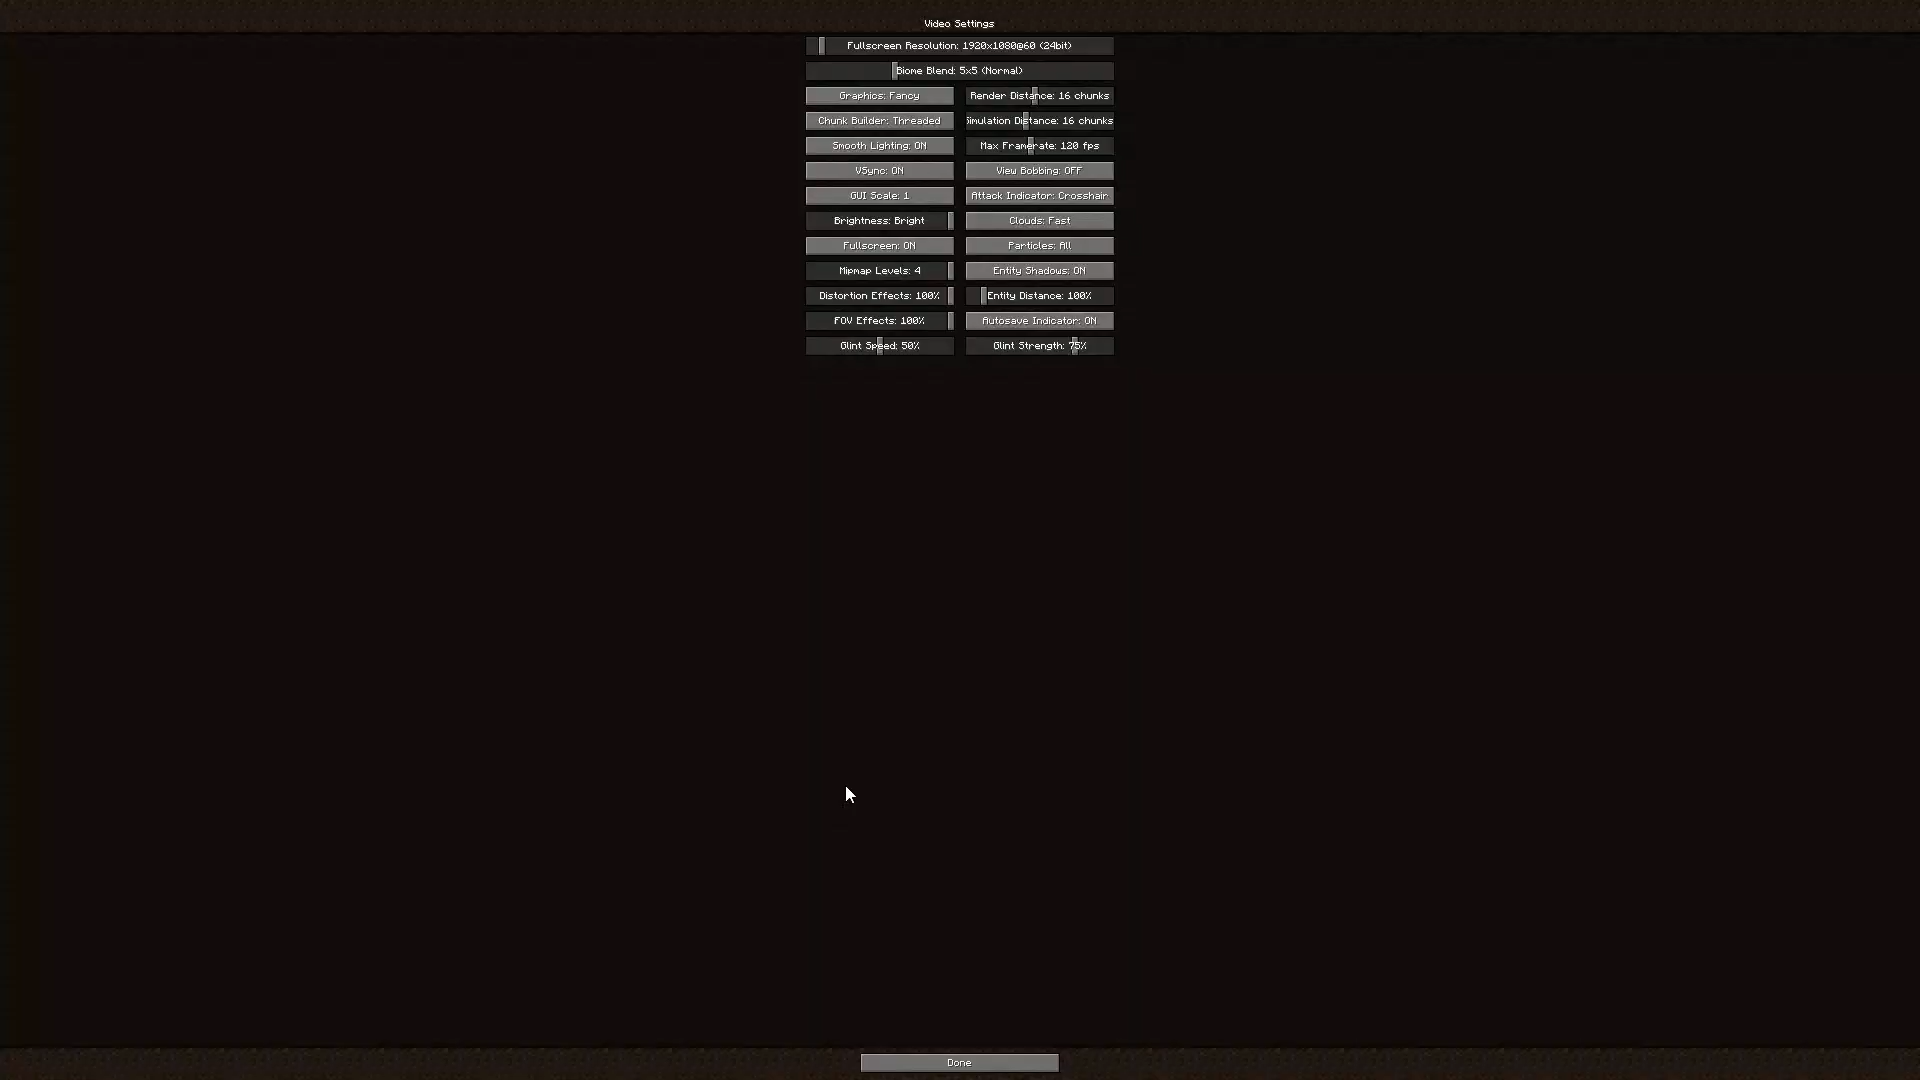 Video Settings
Fullscreen Resolution: 1920x1080@60 (24bit)
Biome Blend: 5x5 (Normal)
Graphics: Fancy
Render Distance: 16 chunks
Chunk Builder: Threaded
Simulation Distance: 16 chunks
Smooth Lighting: ON
Max Framerate: 120 fps
VSync: ON
View Bobbing: OFF
GUI Scale: 1
Attack Indicator: Crosshair
Brightness: Bright
Clouds: Fast
Fullscreen: ON
Particles: All
Mipmap Levels: 4
Entity Shadows: ON
Distortion Effects: 100%
Entity Distance: 100%
FOV Effects: 100%
Autosave Indicator: ON
Glint Speed: 50%
Glint Strength: 75%
Done